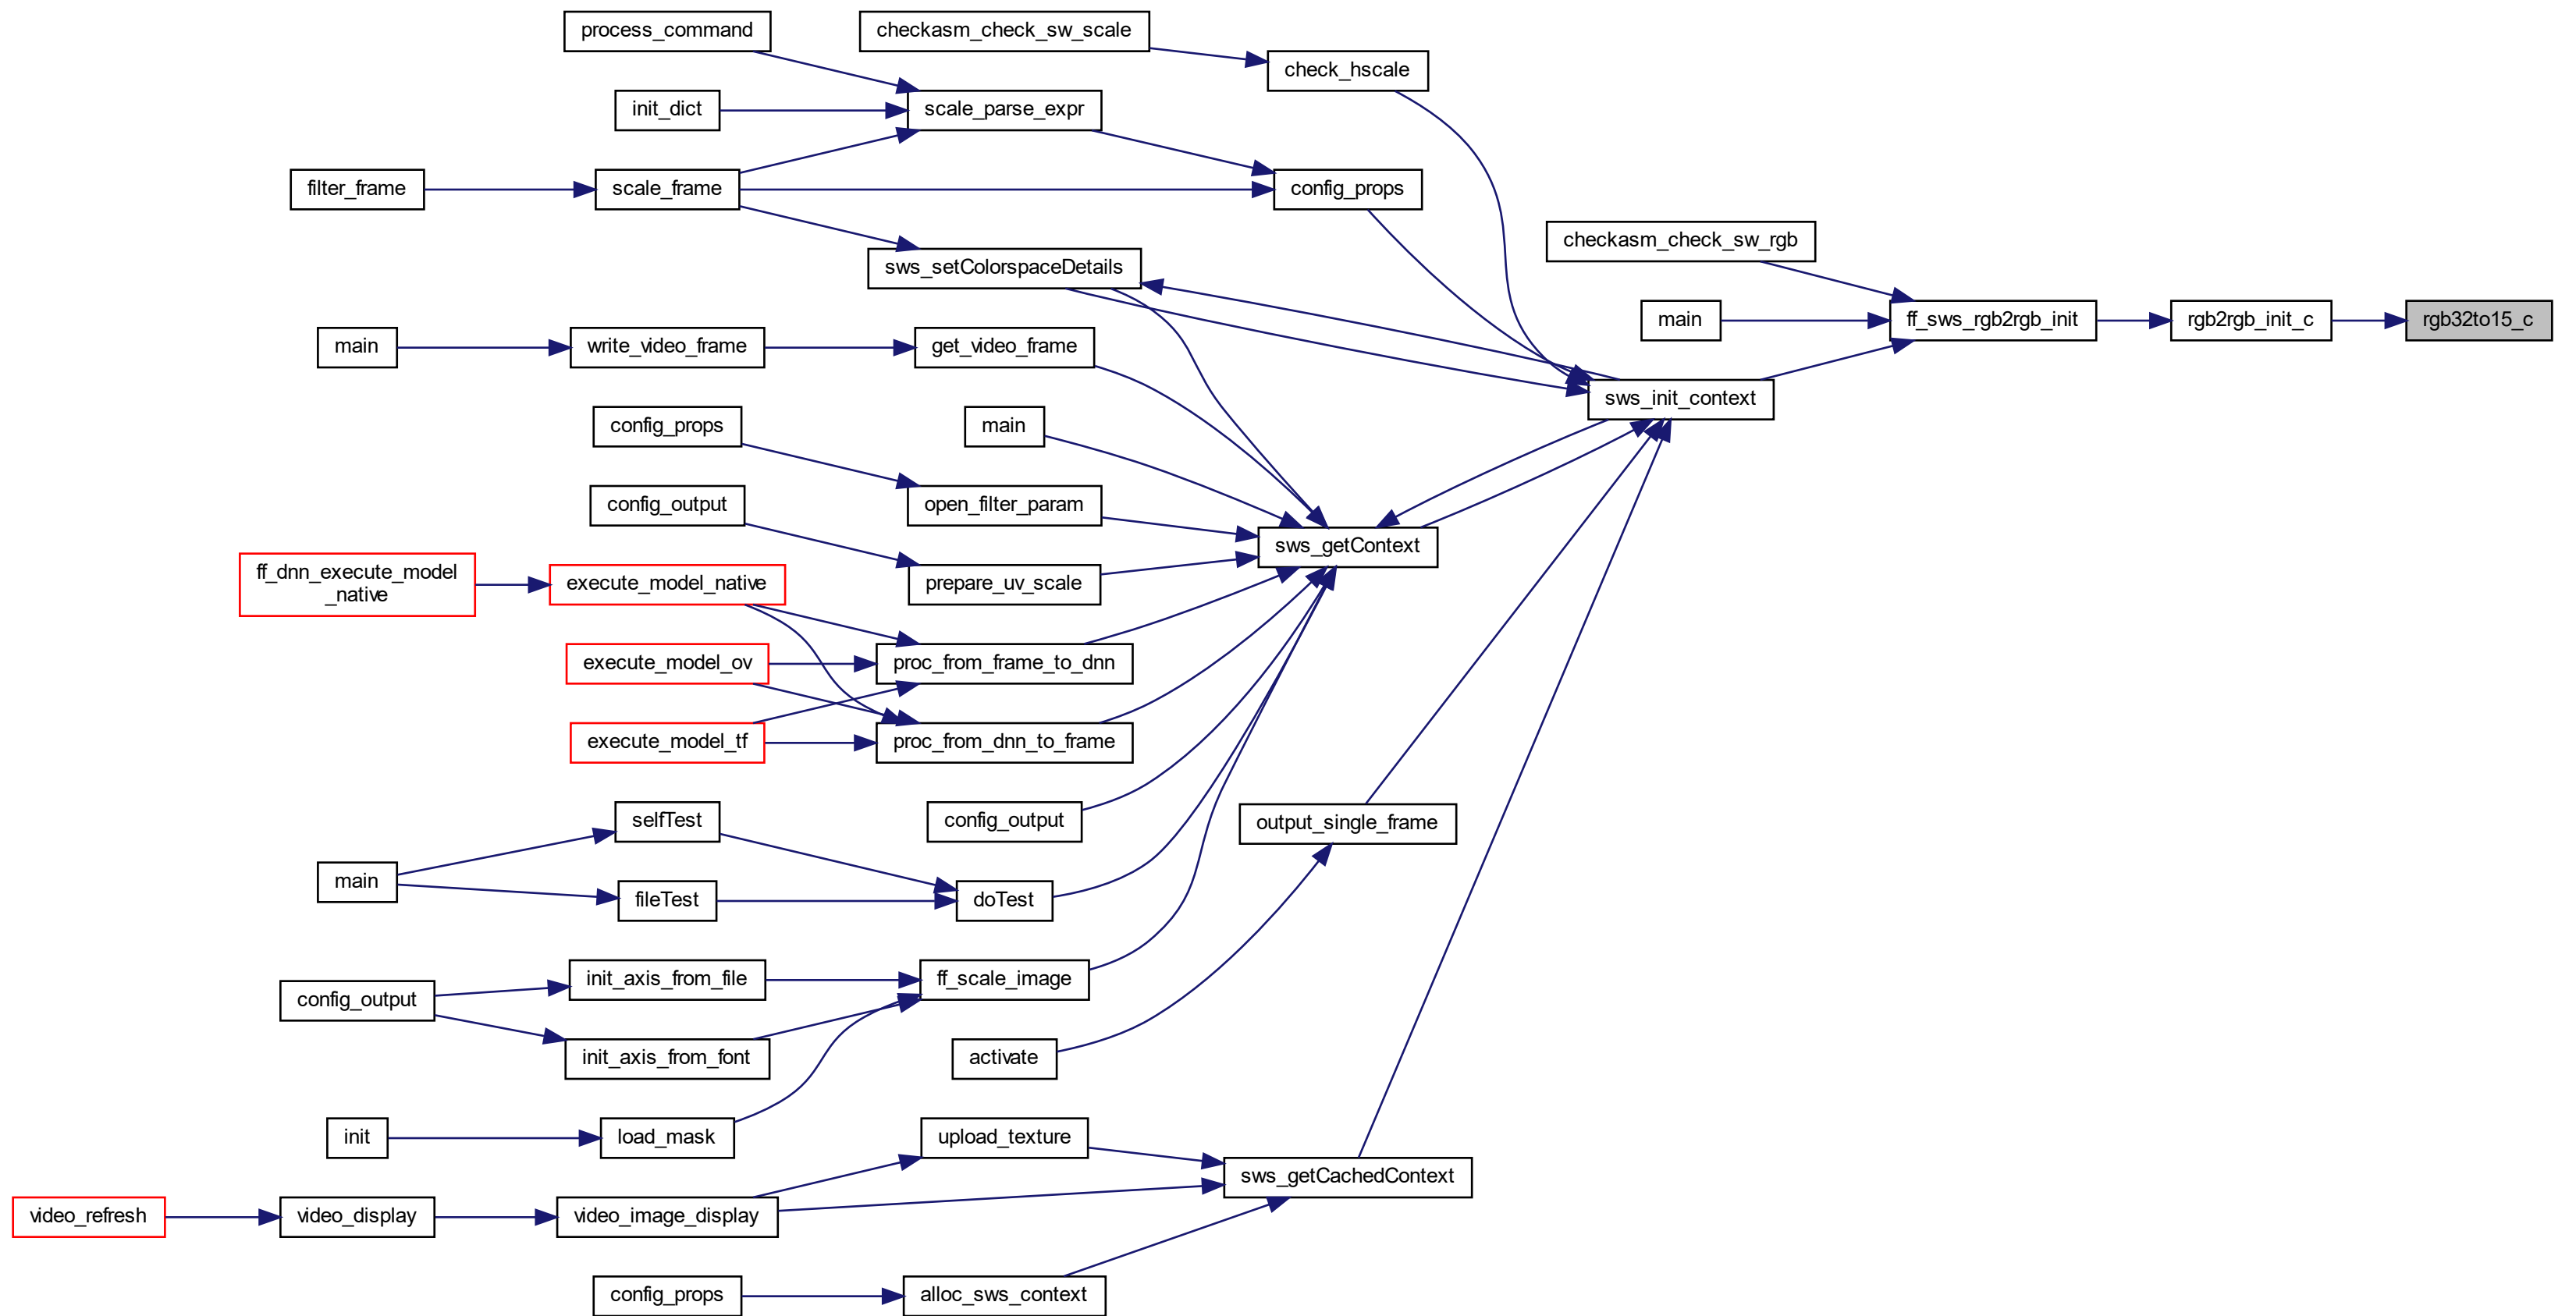 process_command
checkasm_check_sw_scale
check_hscale
init_dict
scale_parse_expr
filter_frame
scale_frame
config_props
checkasm_check_sw_rgb
sws_setColorspaceDetails
main
write_video_frame
get_video_frame
main
ff_sws_rgb2rgb_init
rgb2rgb_init_c
rgb32to15_c
sws_init_context
config_props
main
config_output
open_filter_param
sws_getContext
ff_dnn_execute_model
_native
execute_model_native
prepare_uv_scale
execute_model_ov
proc_from_frame_to_dnn
execute_model_tf
proc_from_dnn_to_frame
selfTest
config_output
output_single_frame
main
fileTest
doTest
init_axis_from_file
ff_scale_image
config_output
init_axis_from_font
activate
init
load_mask
upload_texture
sws_getCachedContext
video_refresh
video_display
video_image_display
config_props
alloc_sws_context